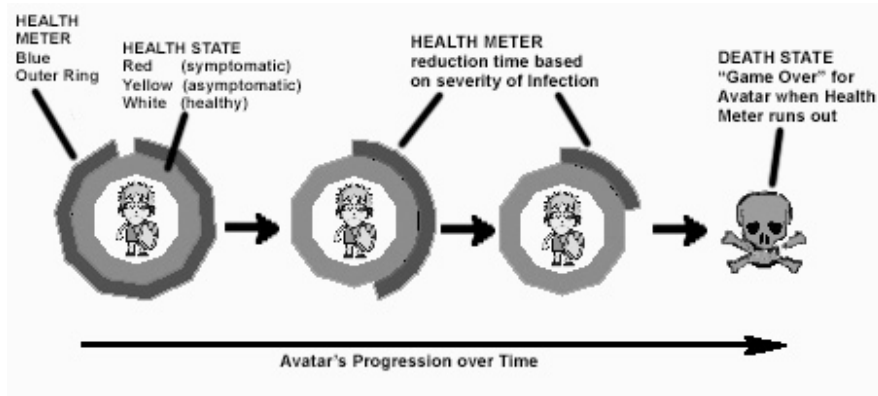 HEALTH
METER
Blue
Outer Ring
HEALTH STATE
Red (symptomatic)
Yellow (asymptomatic)
White (healthy)
HEALTH METER
reduction time based
on severity of Infection
DEATH STATE
“Game Over” for
Avatar when Health
Meter runs out
Avatar’s Progression over Time